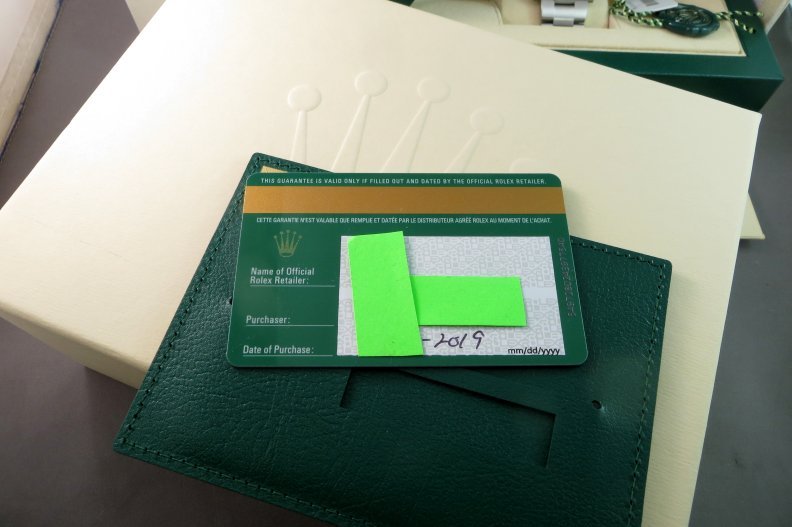 THIS GUARANTEE IS VALID ONLY IF FILLED OUT AND DATED BY THE OFFICIAL ROLEX RETAILER.
CETTE GARANTIE N'EST VALABLE QUE REMPLIE ET DATÉE PAR LE DISTRIBUTEUR AGRÉÉ ROLEX AU MOMENT DE L'ACHAT.
Name of Official
Rolex Retailer:
Purchaser:
Date of Purchase:
-2019
mm/dd/yyyy